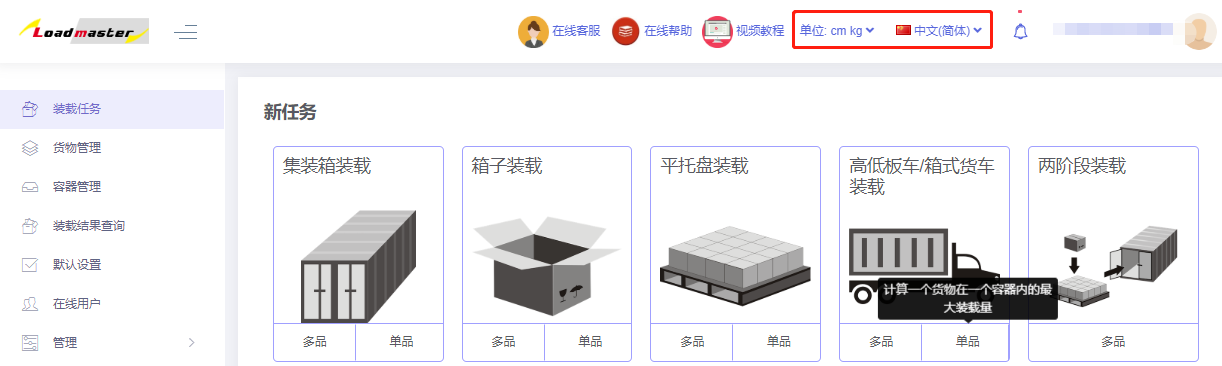 Loadmaster
在线客服
在线帮助
视频教程
单位: cm kg
中文(简体)
装载任务
货物管理
容器管理
装载结果查询
默认设置
在线用户
管理
新任务
集装箱装载
多品
单品
箱子装载
多品
单品
平托盘装载
多品
单品
高低板车/箱式货车
装载
计算一个货物在一个容器内的最
大装载量
多品
单品
两阶段装载
多品